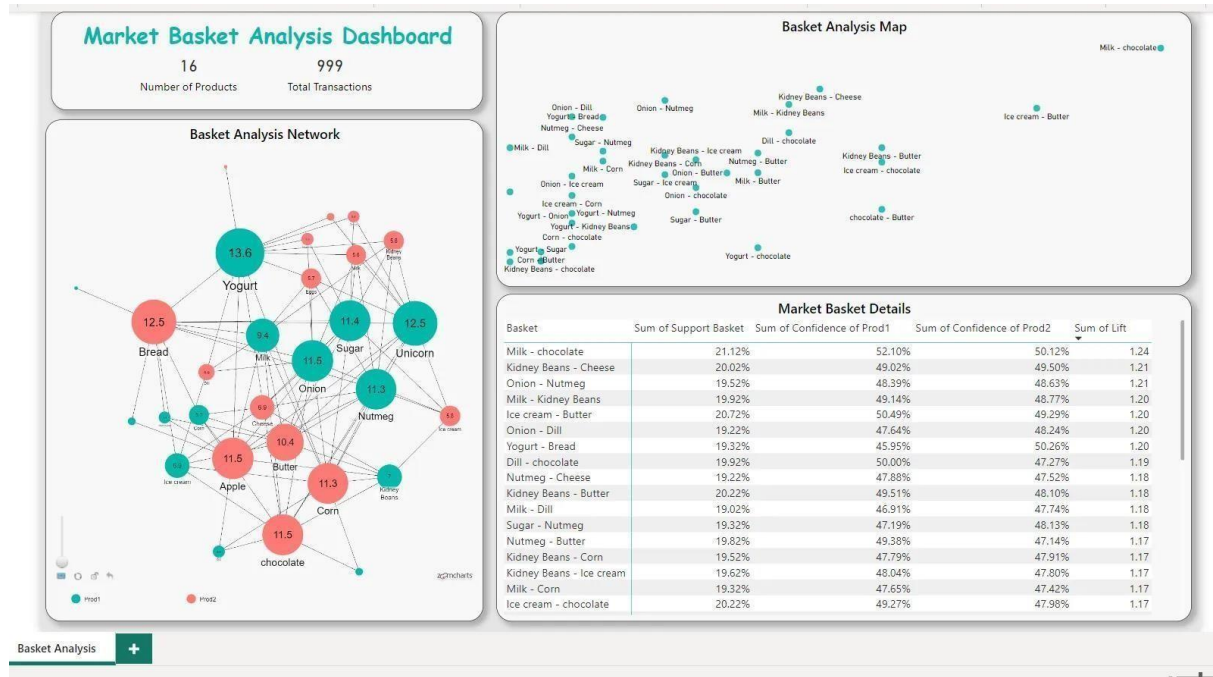 Market Basket Analysis Dashboard
16
Number of Products
999
Total Transactions
Basket Analysis Network
13.6
Yogurt
5.8
Kidney
Beans
5.8
Milk
5.7
Eggs
12.5
Bread
9.4
Milk
11.4
Sugar
12.5
Unicorn
11.5
Onion
11.3
Nutmeg
5.9
Cheese
5.8
Ice cream
Corn
10.4
Butter
11.5
Apple
Ice cream
11.3
Corn
Kidney
Beans
11.5
chocolate
Prod1
Prod2
Basket Analysis Map
Milk - chocolate
Kidney Beans - Cheese
Onion - Dill
Onion - Nutmeg
Milk - Kidney Beans
Ice cream - Butter
Yogurt - Bread
Nutmeg - Cheese
Sugar - Nutmeg
Dill - chocolate
Milk - Dill
Kidney Beans - Ice cream
Kidney Beans - Butter
Kidney Beans - Corn
Nutmeg - Butter
Milk - Corn
Onion - Butter
Ice cream - chocolate
Onion - Ice cream
Sugar - Ice cream
Milk - Butter
Onion - chocolate
Ice cream - Corn
Yogurt - Onion
Yogurt - Nutmeg
Sugar - Butter
chocolate - Butter
Yogurt - Kidney Beans
Corn - chocolate
Yogurt - Sugar
Yogurt - chocolate
Corn - Butter
Kidney Beans - chocolate
Market Basket Details
Basket Sum of Support Basket Sum of Confidence of Prod1 Sum of Confidence of Prod2 Sum of Lift
Milk - chocolate 21.12% 52.10% 50.12% 1.24
Kidney Beans - Cheese 20.02% 49.02% 49.50% 1.21
Onion - Nutmeg 19.52% 48.39% 48.63% 1.21
Milk - Kidney Beans 19.92% 49.14% 48.77% 1.20
Ice cream - Butter 20.72% 50.49% 49.29% 1.20
Onion - Dill 19.22% 47.64% 48.24% 1.20
Yogurt - Bread 19.32% 45.95% 50.26% 1.20
Dill - chocolate 19.92% 50.00% 47.27% 1.19
Nutmeg - Cheese 19.22% 47.88% 47.52% 1.18
Kidney Beans - Butter 20.22% 49.51% 48.10% 1.18
Milk - Dill 19.02% 46.91% 47.74% 1.18
Sugar - Nutmeg 19.32% 47.19% 48.13% 1.18
Nutmeg - Butter 19.82% 49.38% 47.14% 1.17
Kidney Beans - Corn 19.52% 47.79% 47.91% 1.17
Kidney Beans - Ice cream 19.62% 48.04% 47.80% 1.17
Milk - Corn 19.32% 47.65% 47.42% 1.17
Ice cream - chocolate 20.22% 49.27% 47.98% 1.17
Basket Analysis